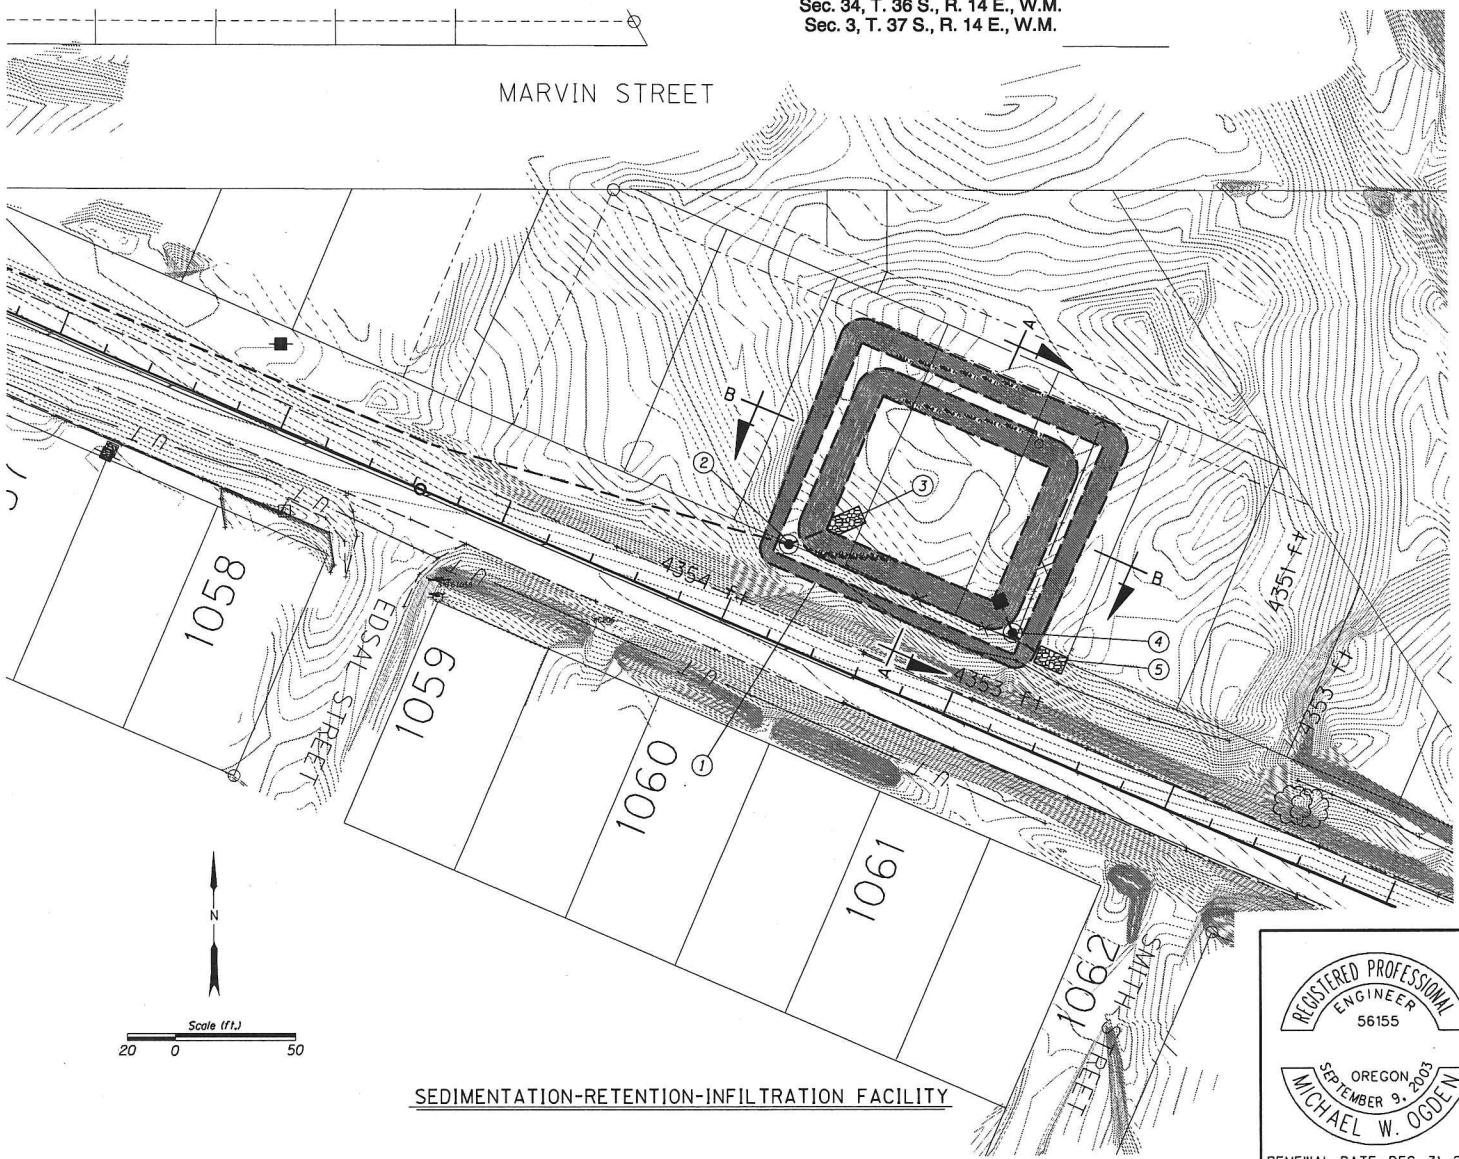 Sec. 34, T. 36 S., R. 14 E., W.M.
Sec. 3, T. 37 S., R. 14 E., W.M.
MARVIN STREET
A
B
2
3
4354 ft
4351 ft
B
4
5
A
4353 ft
4353 ft
1058
EDSAL STREET
1059
1060
1
1061
1062
SMITH STREET
N
Scale (ft.)
20 0 50
SEDIMENTATION-RETENTION-INFILTRATION FACILITY
REGISTERED PROFESSIONAL
ENGINEER
56155
OREGON
SEPTEMBER 9, 2003
MICHAEL W. OGDEN